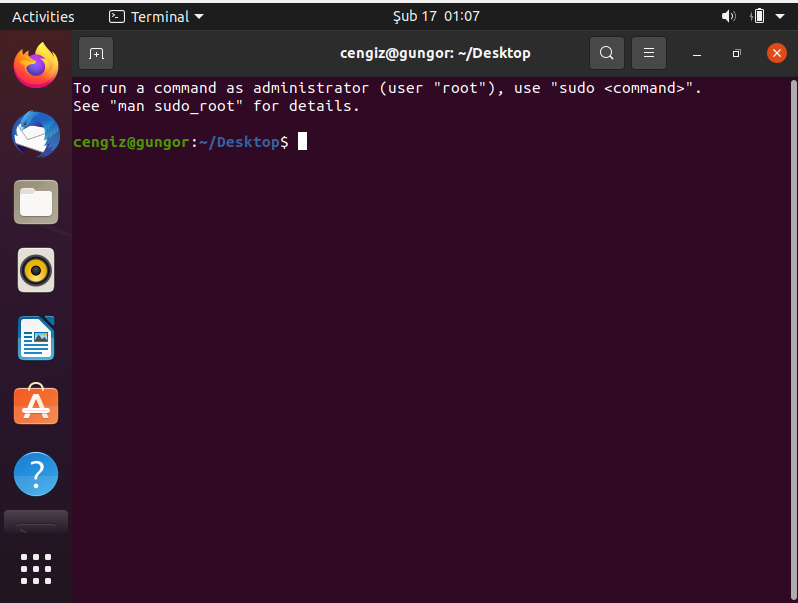 Activities Terminal Şub 17 01:07
cengiz@gungor: ~/Desktop
To run a command as administrator (user "root"), use "sudo <command>".
See "man sudo_root" for details.
cengiz@gungor:~/Desktop$